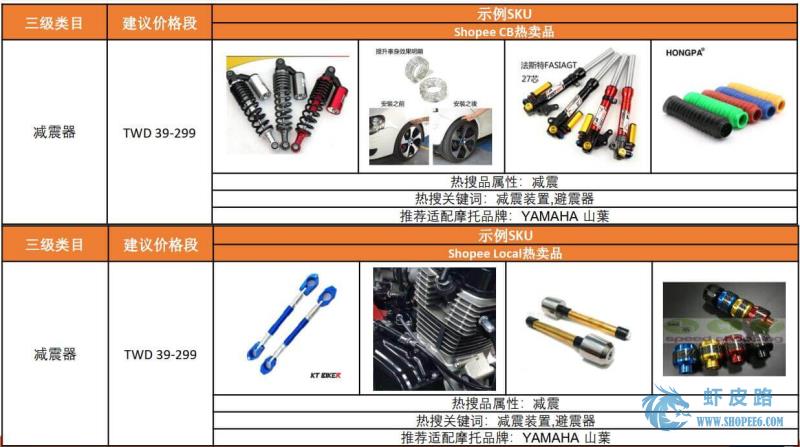 三级类目
建议价格段
示例SKU
Shopee CB热卖品
减震器
TWD 39-299
提升車身效果明顯
安裝之前
安裝之後
法斯特FASIAGT
27芯
HONGPA®
热搜品属性：减震
热搜关键词：减震装置,避震器
推荐适配摩托品牌：YAMAHA 山葉
三级类目
建议价格段
示例SKU
Shopee Local热卖品
减震器
TWD 39-299
KT BIKER
热搜品属性：减震
热搜关键词：减震装置,避震器
推荐适配摩托品牌：YAMAHA 山葉
虾皮路
WWW.SHOPEE6.COM